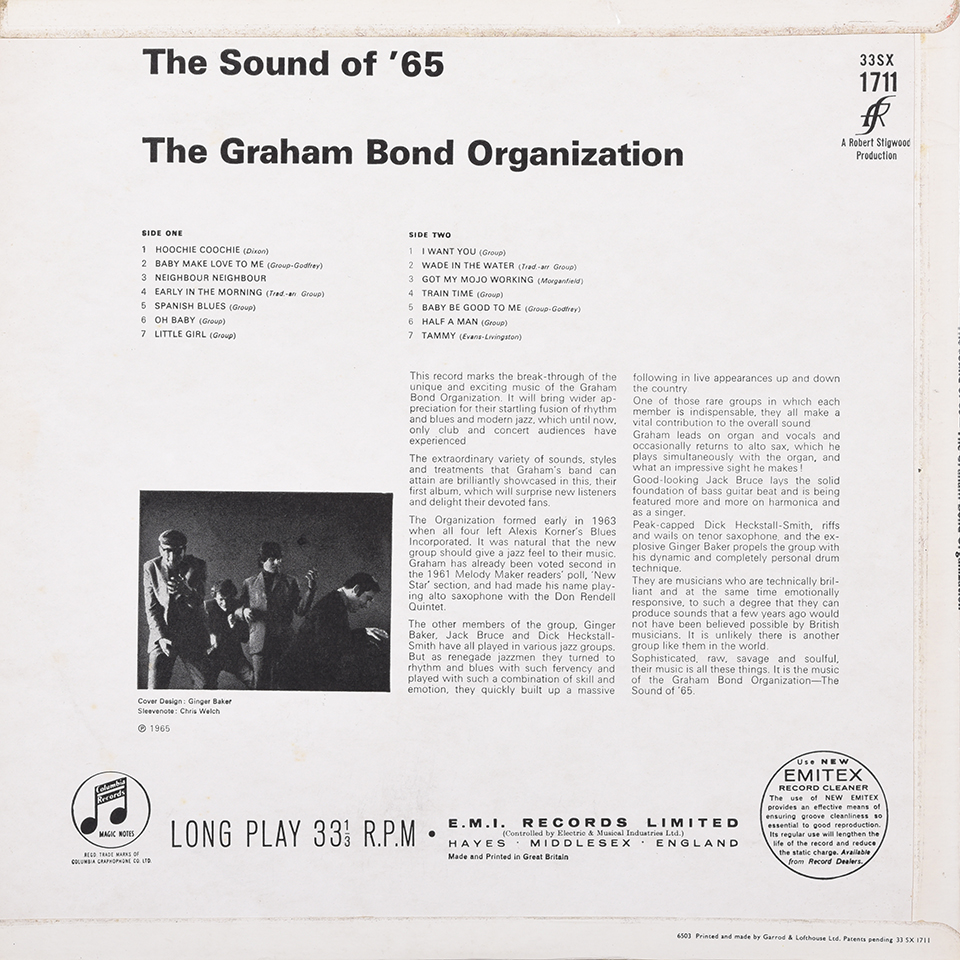 The Sound of '65
The Graham Bond Organization
33SX
1711
A Robert Stigwood
Production
SIDE ONE
1 HOOCHIE COOCHIE (Dixon)
2 BABY MAKE LOVE TO ME (Group-Godfrey)
3 NEIGHBOUR NEIGHBOUR
4 EARLY IN THE MORNING (Trad.-arr Group)
5 SPANISH BLUES (Group)
6 OH BABY (Group)
7 LITTLE GIRL (Group)
SIDE TWO
1 I WANT YOU (Group)
2 WADE IN THE WATER (Trad.-arr Group)
3 GOT MY MOJO WORKING (Morganfield)
4 TRAIN TIME (Group)
5 BABY BE GOOD TO ME (Group-Godfrey)
6 HALF A MAN (Group)
7 TAMMY (Evans-Livingston)
This record marks the break-through of the
unique and exciting music of the Graham
Bond Organization. It will bring wider ap-
preciation for their startling fusion of rhythm
and blues and modern jazz, which until now,
only club and concert audiences have
experienced
The extraordinary variety of sounds, styles
and treatments that Graham's band can
attain are brilliantly showcased in this, their
first album, which will surprise new listeners
and delight their devoted fans.
The Organization formed early in 1963
when all four left Alexis Korner's Blues
Incorporated. It was natural that the new
group should give a jazz feel to their music.
Graham has already been voted second in
the 1961 Melody Maker readers' poll, 'New
Star' section, and had made his name play-
ing alto saxophone with the Don Rendell
Quintet.
The other members of the group, Ginger
Baker, Jack Bruce and Dick Heckstall-
Smith have all played in various jazz groups.
But as renegade jazzmen they turned to
rhythm and blues with such fervency and
played with such a combination of skill and
emotion, they quickly built up a massive
following in live appearances up and down
the country
One of those rare groups in which each
member is indispensable, they all make a
vital contribution to the overall sound
Graham leads on organ and vocals and
occasionally returns to alto sax, which he
plays simultaneously with the organ, and
what an impressive sight he makes!
Good-looking Jack Bruce lays the solid
foundation of bass guitar beat and is being
featured more and more on harmonica and
as a singer.
Peak-capped Dick Heckstall-Smith, riffs
and wails on tenor saxophone, and the ex-
plosive Ginger Baker propels the group with
his dynamic and completely personal drum
technique.
They are musicians who are technically bril-
liant and at the same time emotionally
responsive, to such a degree that they can
produce sounds that a few years ago would
not have been believed possible by British
musicians. It is unlikely there is another
group like them in the world.
Sophisticated, raw, savage and soulful,
their music is all these things. It is the music
of the Graham Bond Organization—The
Sound of '65.
Cover Design: Ginger Baker
Sleevenote: Chris Welch
℗ 1965
Columbia
Records
MAGIC NOTES
REGD. TRADE MARKS OF
COLUMBIA GRAPHOPHONE CO. LTD.
LONG PLAY 33⅓ R.P.M •
E.M.I. RECORDS LIMITED
(Controlled by Electric & Musical Industries Ltd.)
HAYES · MIDDLESEX · ENGLAND
Made and Printed in Great Britain
Use NEW
EMITEX
RECORD CLEANER
The use of NEW EMITEX
provides an effective means of
ensuring groove cleanliness so
essential to good reproduction.
Its regular use will lengthen the
life of the record and reduce
the static charge. Available
from Record Dealers.
6503 Printed and made by Garrod & Lofthouse Ltd. Patents pending 33 SX 1711